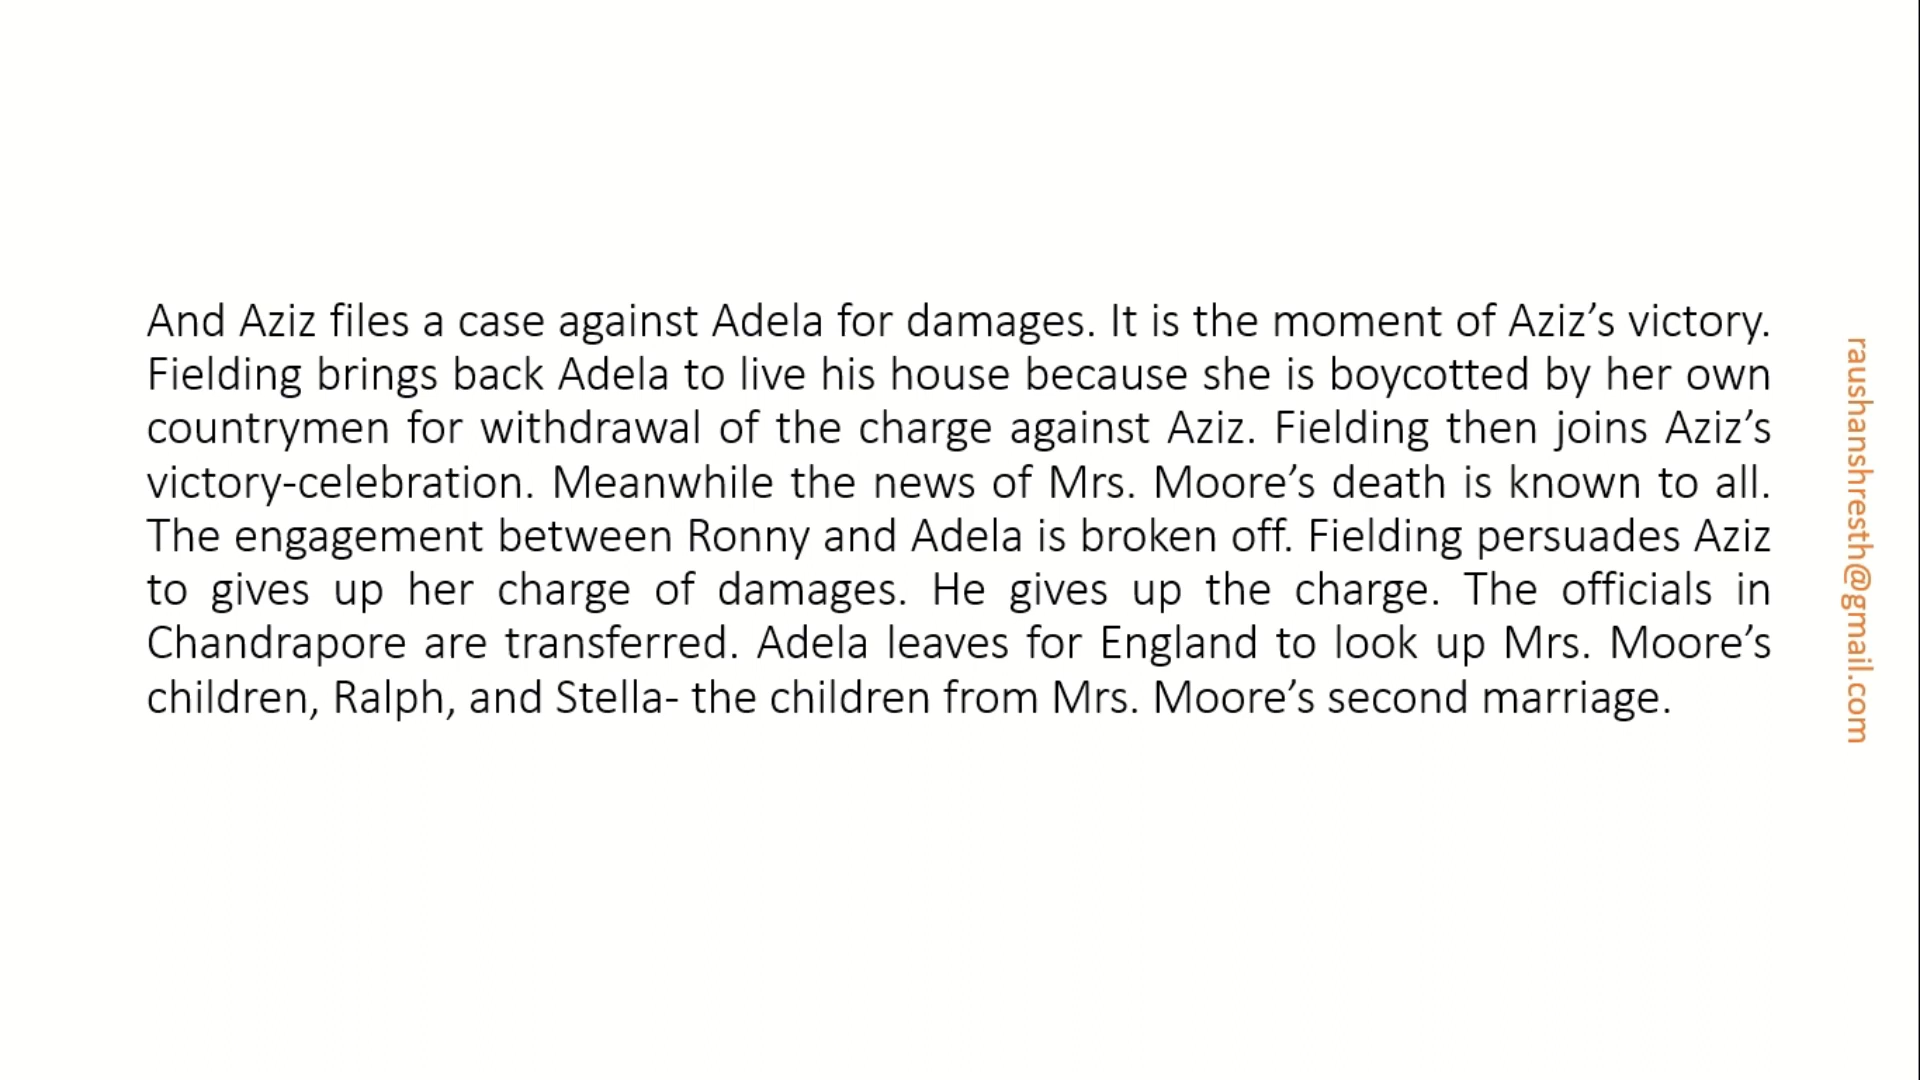 And Aziz files a case against Adela for damages. It is the moment of Aziz’s victory.
Fielding brings back Adela to live his house because she is boycotted by her own
countrymen for withdrawal of the charge against Aziz. Fielding then joins Aziz’s
victory-celebration. Meanwhile the news of Mrs. Moore’s death is known to all.
The engagement between Ronny and Adela is broken off. Fielding persuades Aziz
to gives up her charge of damages. He gives up the charge. The officials in
Chandrapore are transferred. Adela leaves for England to look up Mrs. Moore’s
children, Ralph, and Stella- the children from Mrs. Moore’s second marriage.
raushanshresth@gmail.com